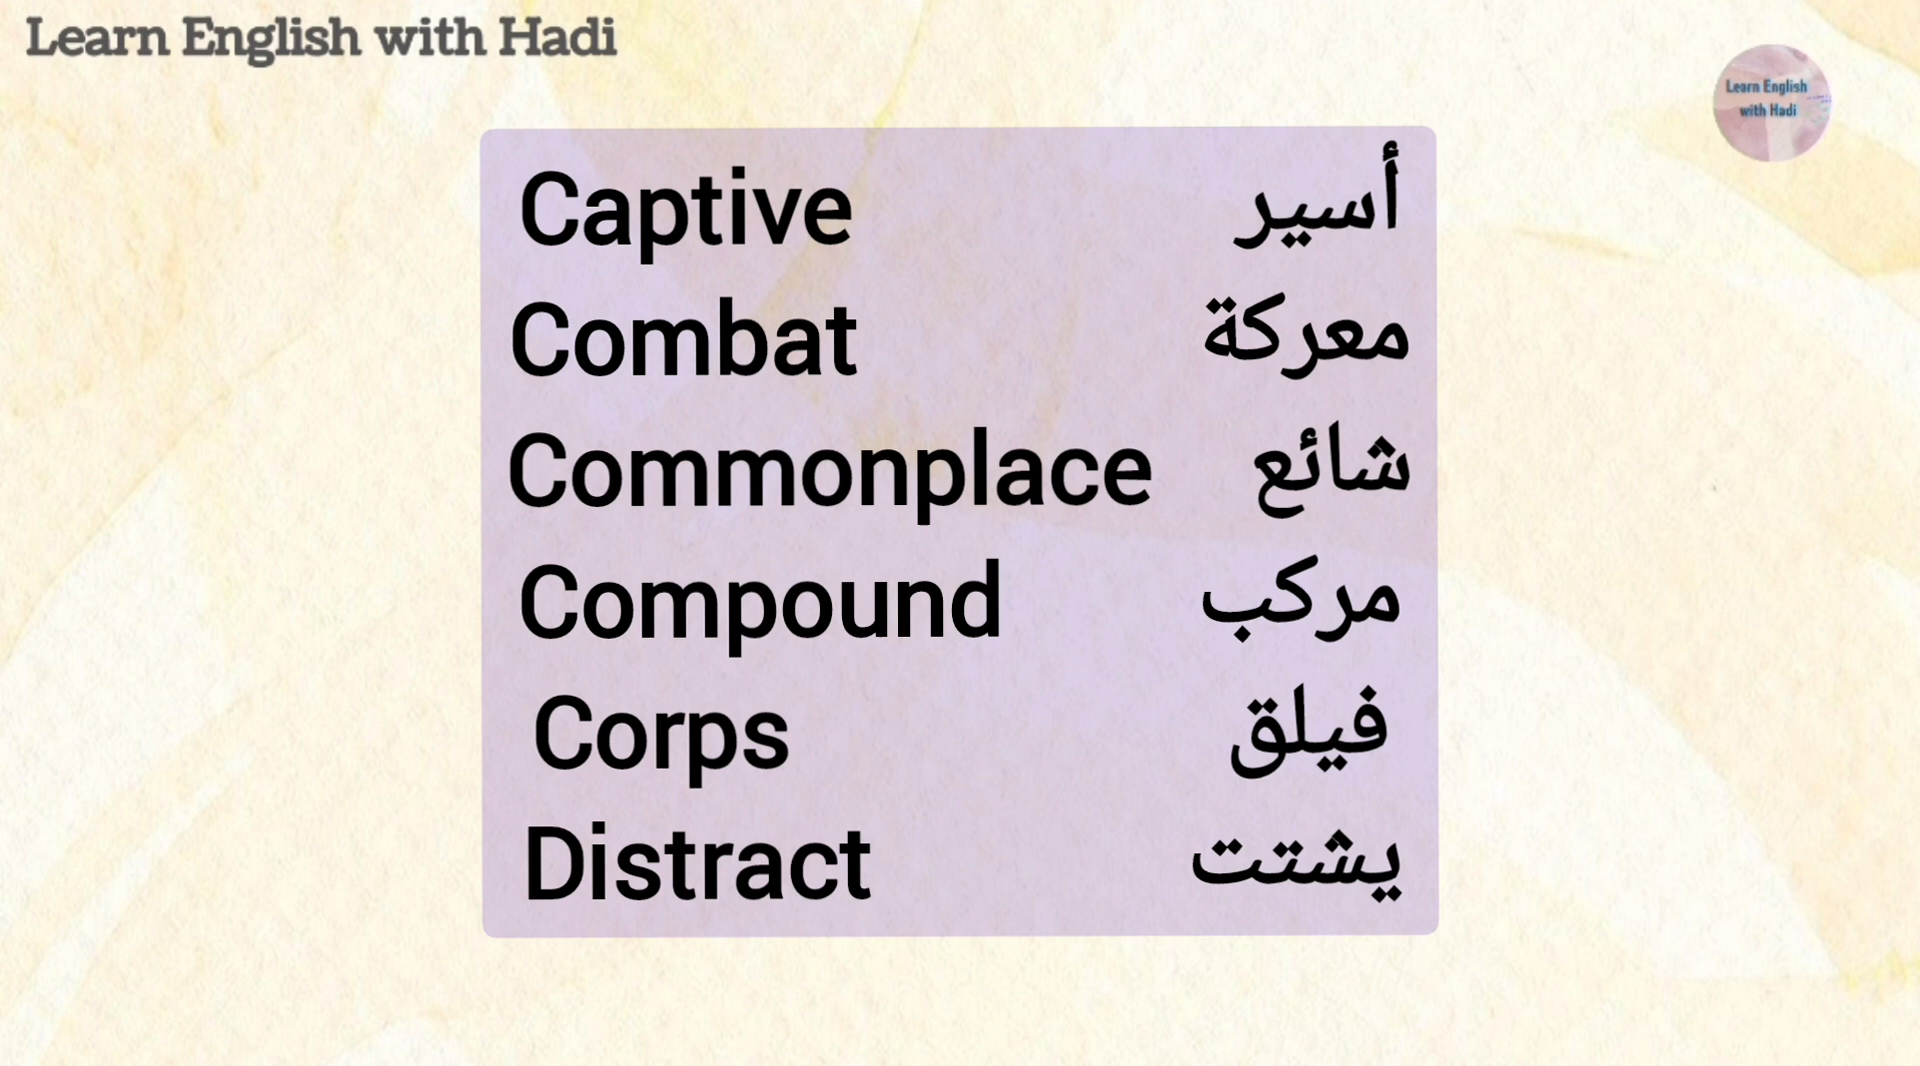 Learn English with Hadi
Learn English
with Hadi
Captive أسير
Combat معركة
Commonplace شائع
Compound مركب
Corps فيلق
Distract يشتت